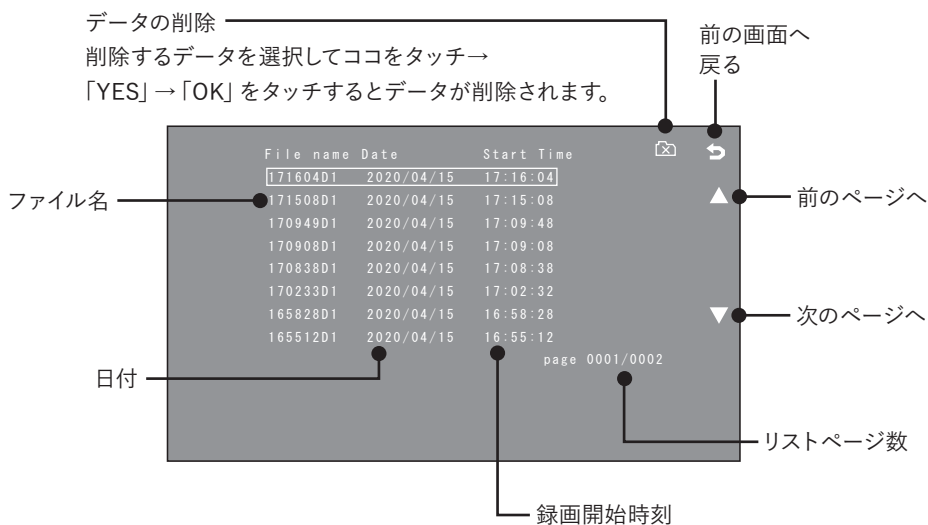 データの削除
削除するデータを選択してココをタッチ→
「YES」→「OK」をタッチするとデータが削除されます。
前の画面へ
戻る
File name Date Start Time
171604D1 2020/04/15 17:16:04
171508D1 2020/04/15 17:15:08
170949D1 2020/04/15 17:09:48
170908D1 2020/04/15 17:09:08
170838D1 2020/04/15 17:08:38
170233D1 2020/04/15 17:02:32
165828D1 2020/04/15 16:58:28
165512D1 2020/04/15 16:55:12
page 0001/0002
ファイル名
前のページへ
次のページへ
日付
リストページ数
録画開始時刻